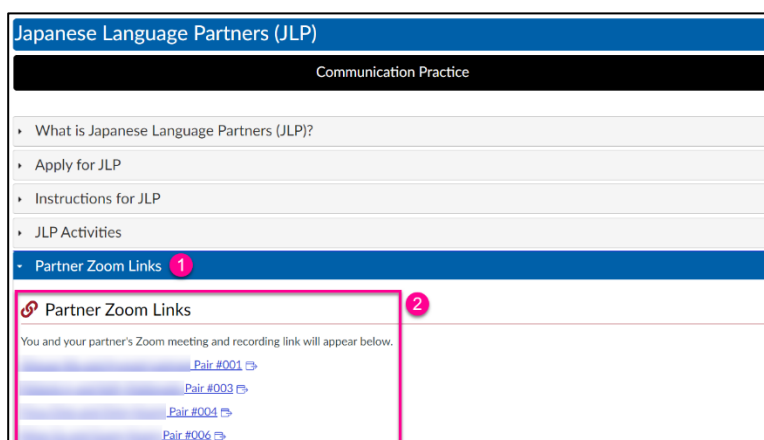 Japanese Language Partners (JLP)
Communication Practice
What is Japanese Language Partners (JLP)?
Apply for JLP
Instructions for JLP
JLP Activities
Partner Zoom Links 1
2
Partner Zoom Links
You and your partner's Zoom meeting and recording link will appear below.
Pair #001
Pair #003
Pair #004
Pair #006